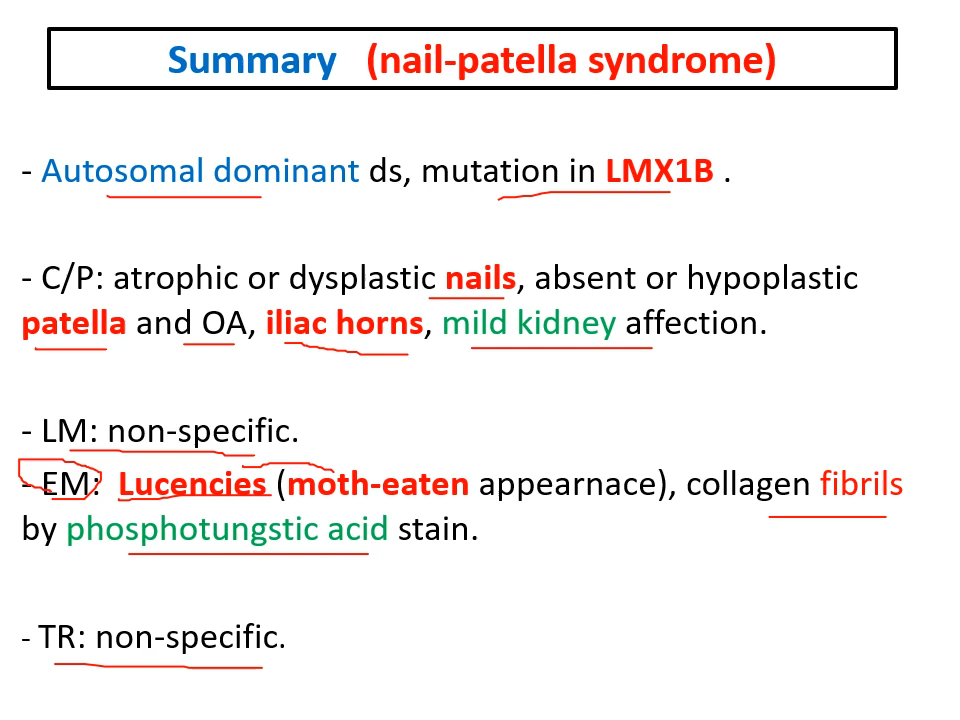 Summary (nail-patella syndrome)
- Autosomal dominant ds, mutation in LMX1B .
- C/P: atrophic or dysplastic nails, absent or hypoplastic
patella and OA, iliac horns, mild kidney affection.
- LM: non-specific.
- EM: Lucencies (moth-eaten appearnace), collagen fibrils
by phosphotungstic acid stain.
- TR: non-specific.